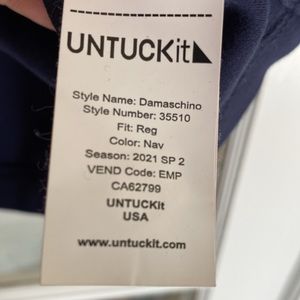 UNTUCKit
Style Name: Damaschino
Style Number: 35510
Fit: Reg
Color: Nav
Season: 2021 SP 2
VEND Code: EMP
CA62799
UNTUCKit
USA
www.untuckit.com